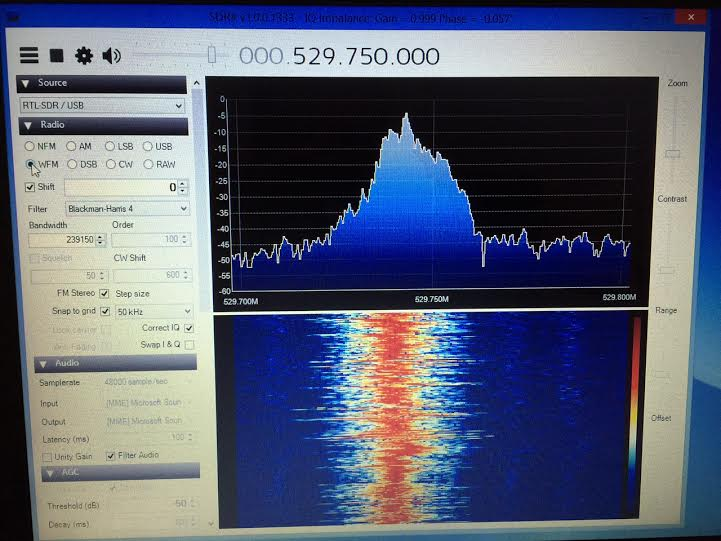 SDR# v1.0.0.1333 - IQ Imbalance: Gain = 0.999 Phase = -0.057°
000.529.750.000
Source
RTL-SDR / USB
Radio
NFM AM LSB USB
WFM DSB CW RAW
Shift 0
Filter Blackman-Harris 4
Bandwidth Order
239150 100
Squelch CW Shift
50 600
FM Stereo Step size
Snap to grid 50 kHz
Lock carrier Correct IQ
Anti-Fading Swap I & Q
Audio
Samplerate 48000 sample/sec
Input [MME] Microsoft Soun
Output [MME] Microsoft Soun
Latency (ms) 100
Unity Gain Filter Audio
AGC
Threshold (dB) -50
Decay (ms)
0
-5
-10
-15
-20
-25
-30
-35
-40
-45
-50
-55
-60
529.700M 529.750M 529.800M
Zoom
Contrast
Range
Offset